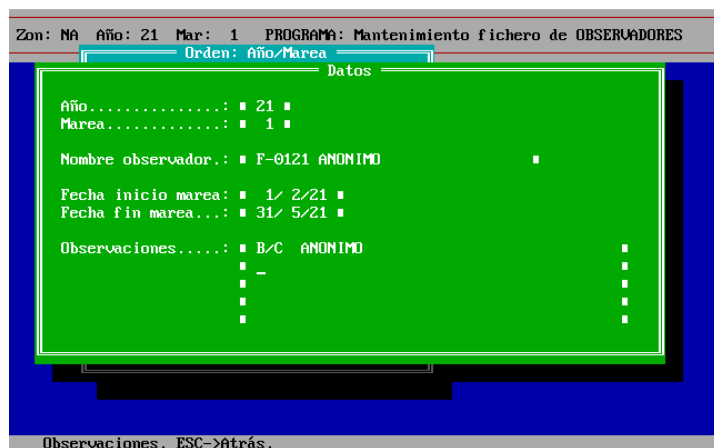 Zon: NA Año: 21 Mar: 1 PROGRAMA: Mantenimiento fichero de OBSERVADORES
Orden: Año/Marea
Datos
Año...............: 21
Marea.............: 1
Nombre observador.: F-0121 ANONIMO
Fecha inicio marea: 1/ 2/21
Fecha fin marea...: 31/ 5/21
Observaciones.....: B/C ANONIMO
_
Observaciones. ESC->Atrás.